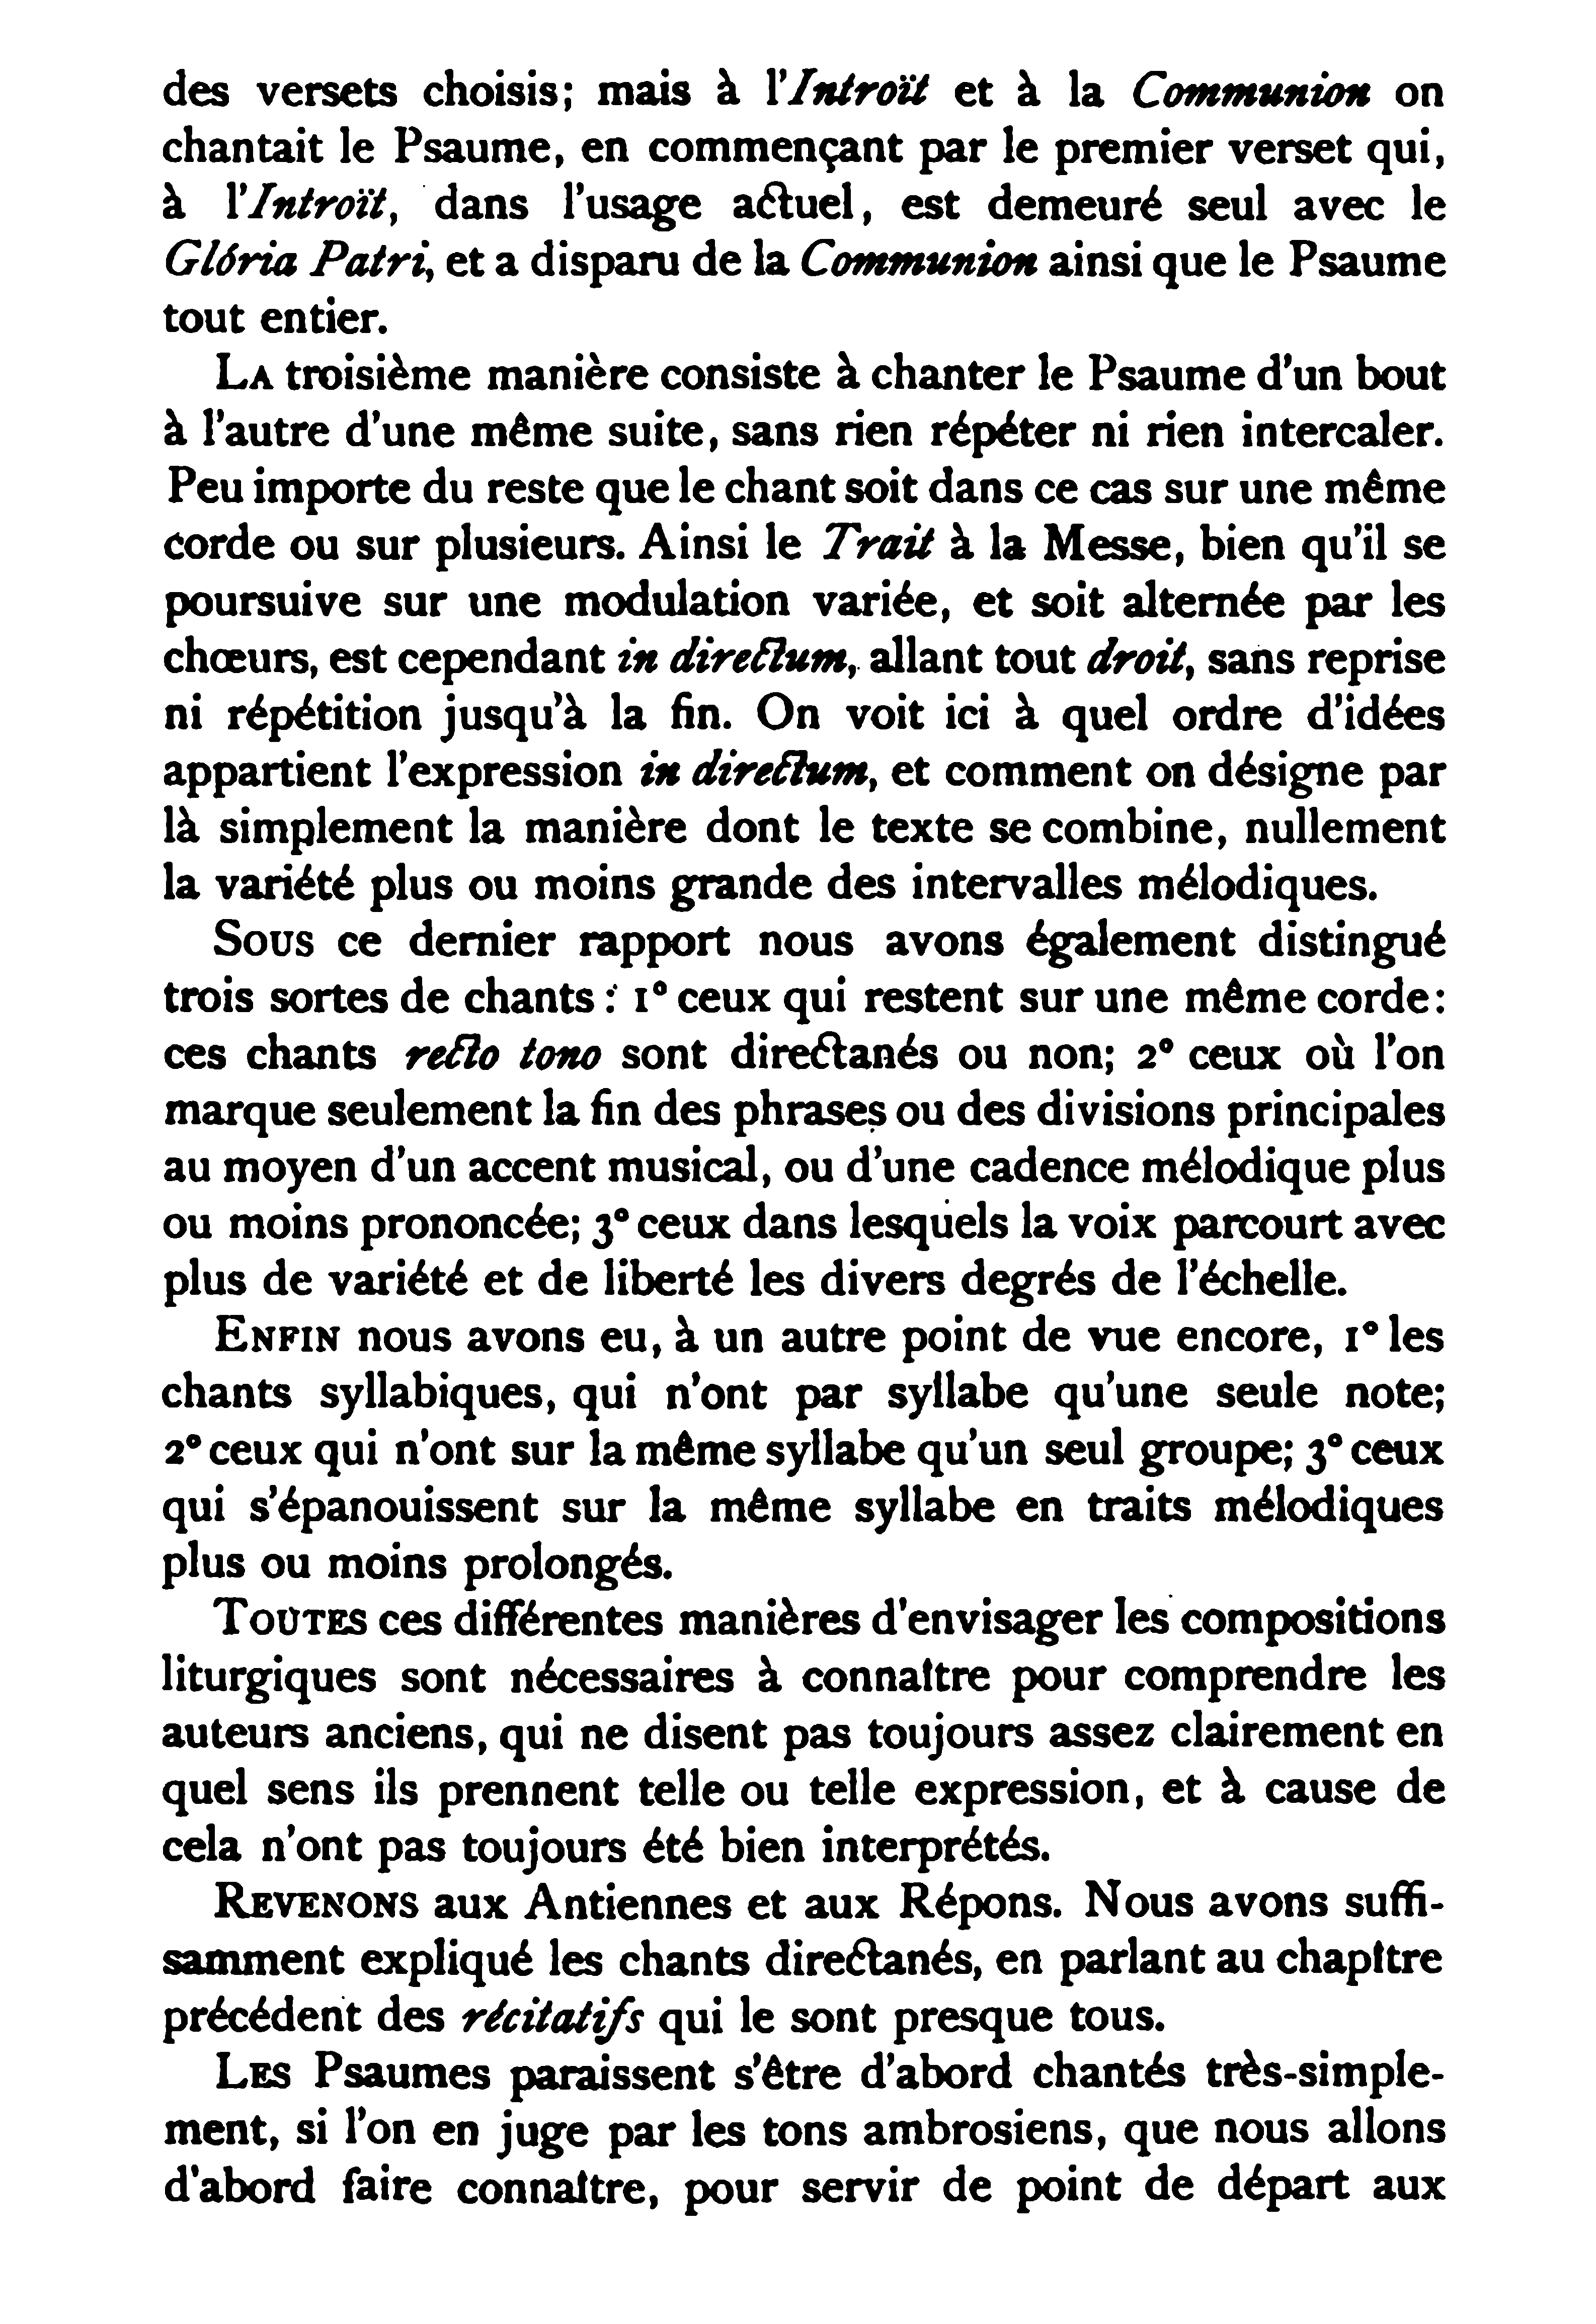 des versets choisis; mais à l'Introït et à la Communion on
chantait le Psaume, en commençant par le premier verset qui,
à l'Introït, dans l'usage actuel, est demeuré seul avec le
Glória Patri, et a disparu de la Communion ainsi que le Psaume
tout entier.
LA troisième manière consiste à chanter le Psaume d'un bout
à l'autre d'une même suite, sans rien répéter ni rien intercaler.
Peu importe du reste que le chant soit dans ce cas sur une même
corde ou sur plusieurs. Ainsi le Trait à la Messe, bien qu'il se
poursuive sur une modulation variée, et soit alternée par les
chœurs, est cependant in directum, allant tout droit, sans reprise
ni répétition jusqu'à la fin. On voit ici à quel ordre d'idées
appartient l'expression in directum, et comment on désigne par
là simplement la manière dont le texte se combine, nullement
la variété plus ou moins grande des intervalles mélodiques.
SOUS ce dernier rapport nous avons également distingué
trois sortes de chants : 1° ceux qui restent sur une même corde:
ces chants recto tono sont directanés ou non; 2° ceux où l'on
marque seulement la fin des phrases ou des divisions principales
au moyen d'un accent musical, ou d'une cadence mélodique plus
ou moins prononcée; 3° ceux dans lesquels la voix parcourt avec
plus de variété et de liberté les divers degrés de l'échelle.
ENFIN nous avons eu, à un autre point de vue encore, 1° les
chants syllabiques, qui n'ont par syllabe qu'une seule note;
2° ceux qui n'ont sur la même syllabe qu'un seul groupe; 3° ceux
qui s'épanouissent sur la même syllabe en traits mélodiques
plus ou moins prolongés.
TOUTES ces différentes manières d'envisager les compositions
liturgiques sont nécessaires à connaître pour comprendre les
auteurs anciens, qui ne disent pas toujours assez clairement en
quel sens ils prennent telle ou telle expression, et à cause de
cela n'ont pas toujours été bien interprétés.
REVENONS aux Antiennes et aux Répons. Nous avons suffi-
samment expliqué les chants directanés, en parlant au chapître
précédent des récitatifs qui le sont presque tous.
LES Psaumes paraissent s'être d'abord chantés très-simple-
ment, si l'on en juge par les tons ambrosiens, que nous allons
d'abord faire connaître, pour servir de point de départ aux